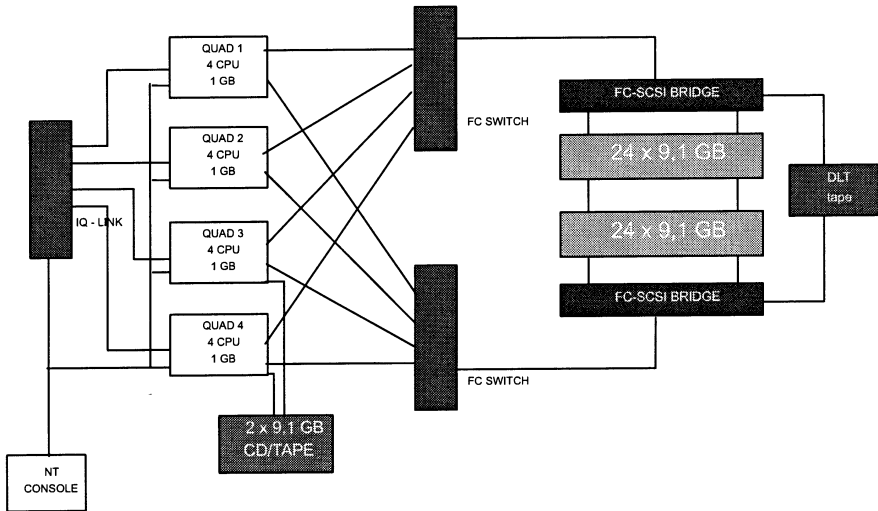 QUAD 1
4 CPU
1 GB
QUAD 2
4 CPU
1 GB
QUAD 3
4 CPU
1 GB
QUAD 4
4 CPU
1 GB
IQ - LINK
FC SWITCH
FC SWITCH
FC-SCSI BRIDGE
24 x 9,1 GB
24 x 9,1 GB
FC-SCSI BRIDGE
DLT
tape
2 x 9,1 GB
CD/TAPE
NT
CONSOLE